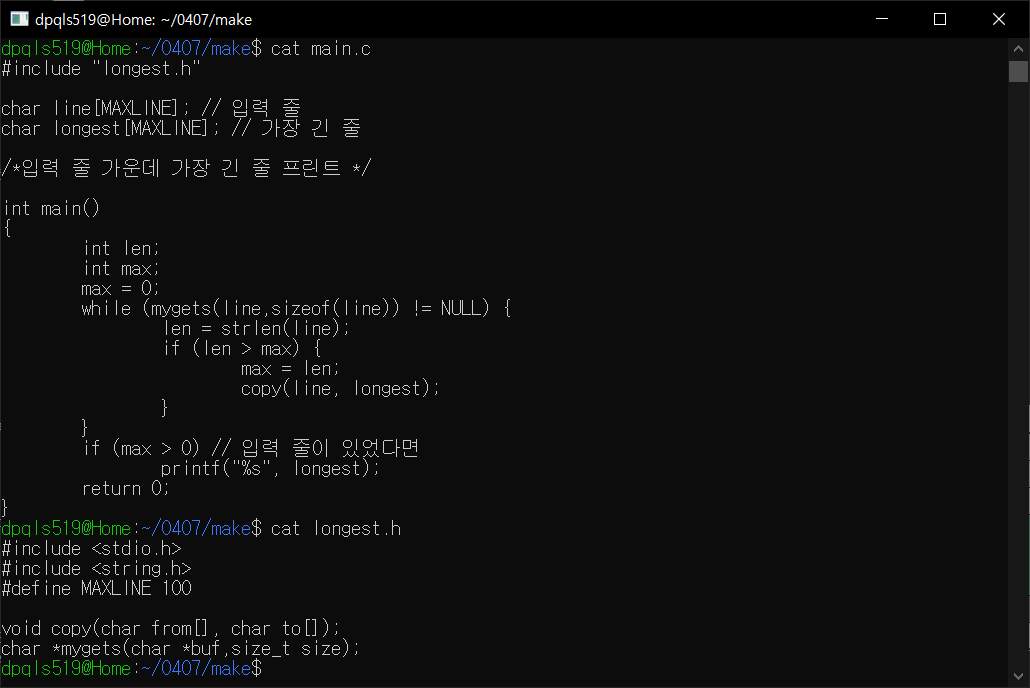 dpqls519@Home: ~/0407/make
dpqls519@Home:~/0407/make$ cat main.c
#include "longest.h"
char line[MAXLINE]; // 입력 줄
char longest[MAXLINE]; // 가장 긴 줄
/*입력 줄 가운데 가장 긴 줄 프린트 */
int main()
{
        int len;
        int max;
        max = 0;
        while (mygets(line,sizeof(line)) != NULL) {
                len = strlen(line);
                if (len > max) {
                        max = len;
                        copy(line, longest);
                }
        }
        if (max > 0) // 입력 줄이 있었다면
                printf("%s", longest);
        return 0;
}
dpqls519@Home:~/0407/make$ cat longest.h
#include <stdio.h>
#include <string.h>
#define MAXLINE 100
void copy(char from[], char to[]);
char *mygets(char *buf,size_t size);
dpqls519@Home:~/0407/make$